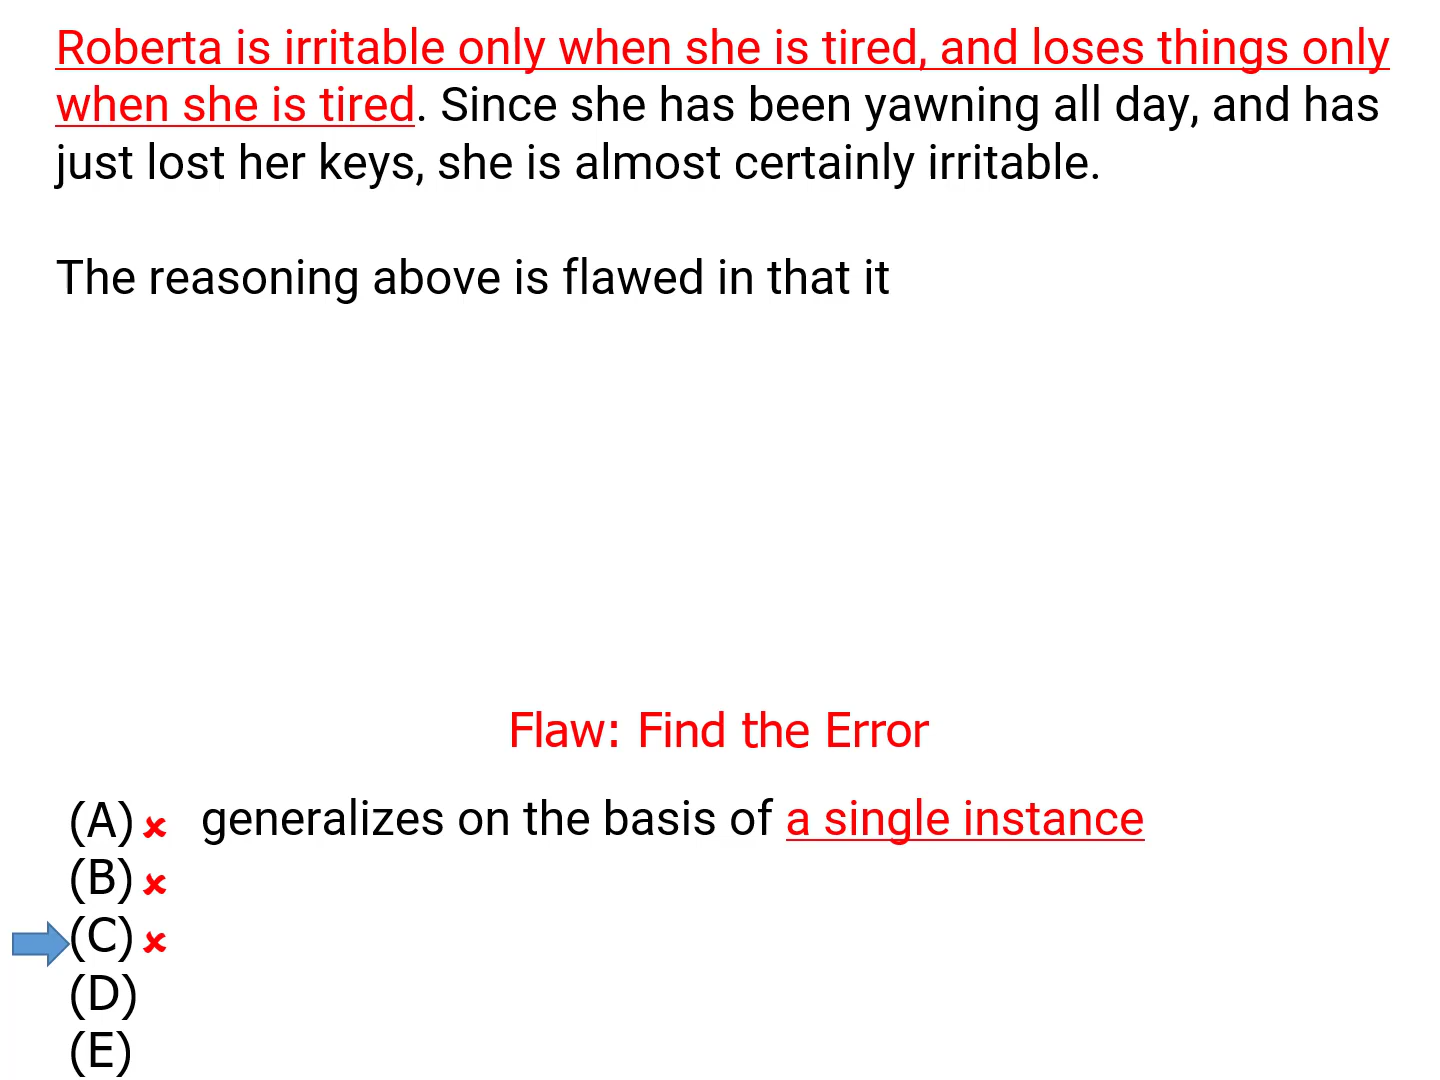 Roberta is irritable only when she is tired, and loses things only
when she is tired. Since she has been yawning all day, and has
just lost her keys, she is almost certainly irritable.
The reasoning above is flawed in that it
Flaw: Find the Error
(A) ✘ generalizes on the basis of a single instance
(B) ✘
(C) ✘
(D)
(E)